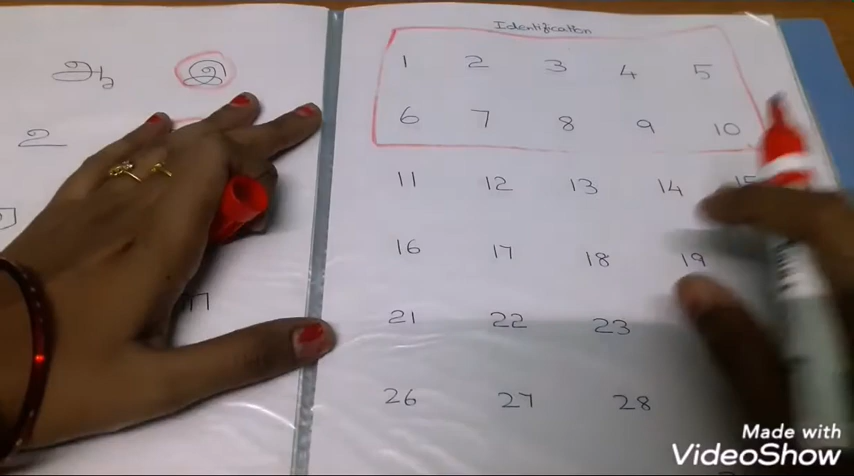 Identification
1 2 3 4 5
6 7 8 9 10
11 12 13 14 15
16 17 18 19
21 22 23
26 27 28
2
Made with
VideoShow